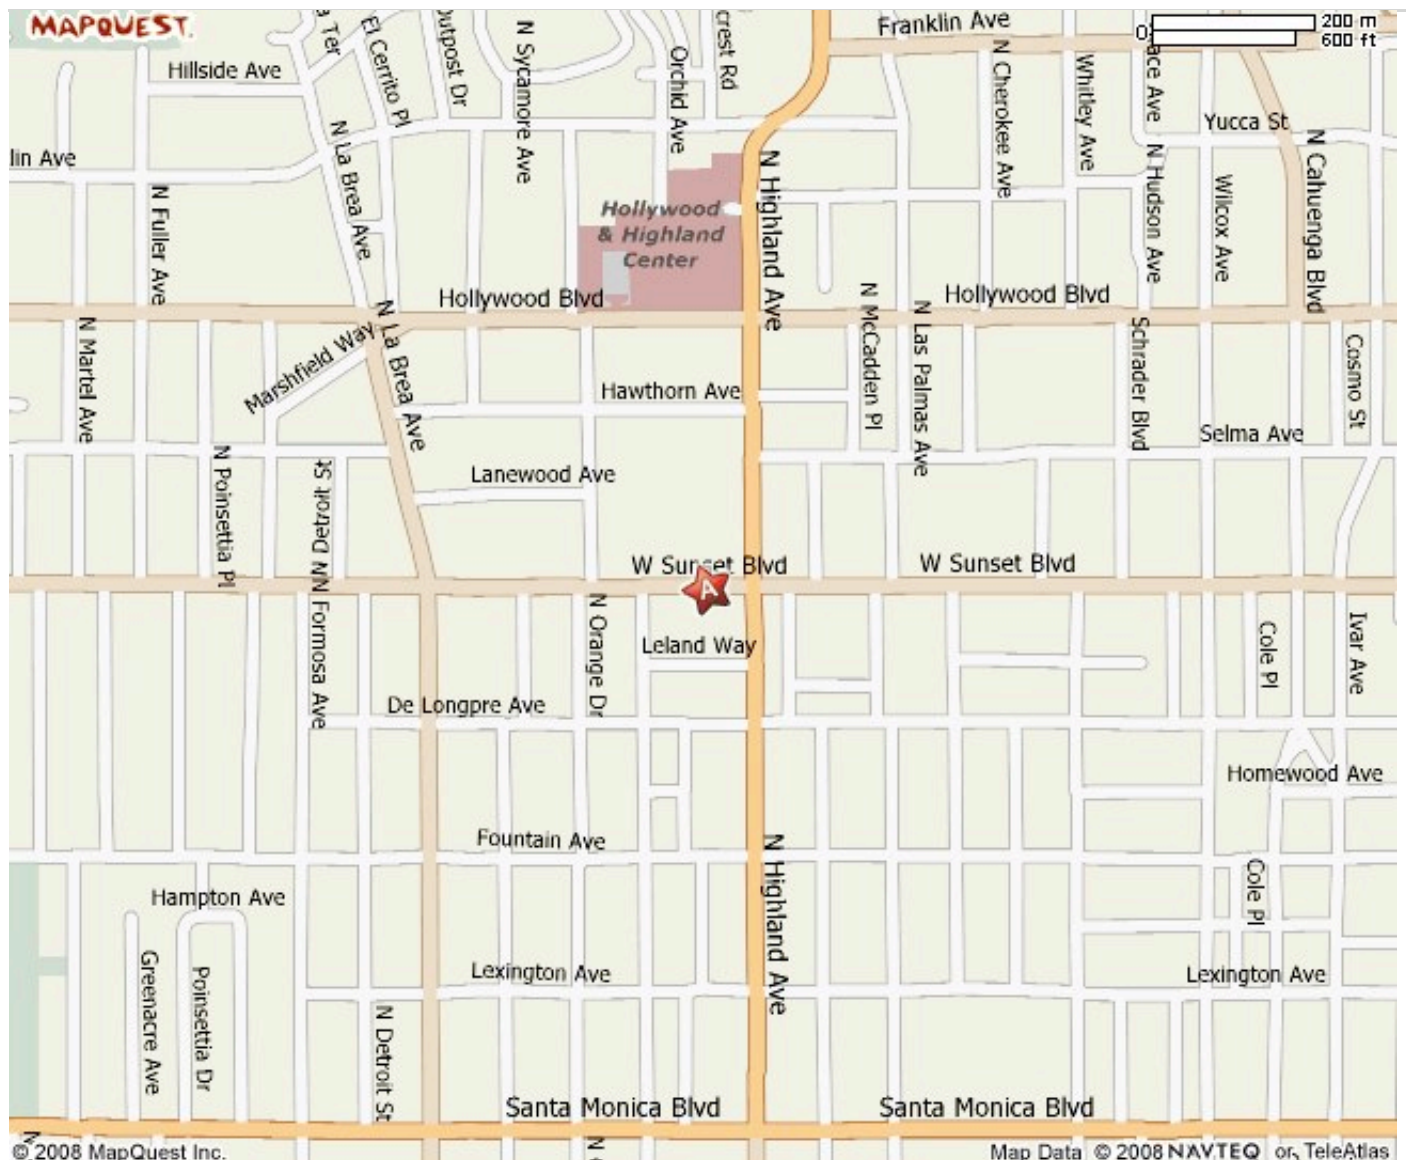 MAPQUEST.
Franklin Ave
0
200 m
600 ft
a Ter
El Cerrito Pl
Outpost Dr
N Sycamore Ave
Orchid Ave
crest Rd
N Cherokee Ave
Whitley Ave
ace Ave
Hillside Ave
Yucca St
N La Brea Ave
lin Ave
N Fuller Ave
Hollywood
& Highland
Center
N Highland Ave
N Hudson Ave
Wilcox Ave
N Cahuenga Blvd
Hollywood Blvd
Hollywood Blvd
N Martel Ave
Marshfield Way
N La Brea Ave
Hawthorn Ave
N McCadden Pl
N Las Palmas Ave
Schrader Blvd
Cosmo St
Selma Ave
N Poinsettia Pl
N Detroit St
Lanewood Ave
W Sunset Blvd
W Sunset Blvd
A
N Formosa Ave
N Orange Dr
Leland Way
Cole Pl
Ivar Ave
De Longpre Ave
Homewood Ave
Fountain Ave
N Highland Ave
Cole Pl
Hampton Ave
Greenacre Ave
Poinsettia Dr
Lexington Ave
Lexington Ave
N Detroit St
Santa Monica Blvd
Santa Monica Blvd
N
N
© 2008 MapQuest Inc.
Map Data © 2008 NAVTEQ or TeleAtlas